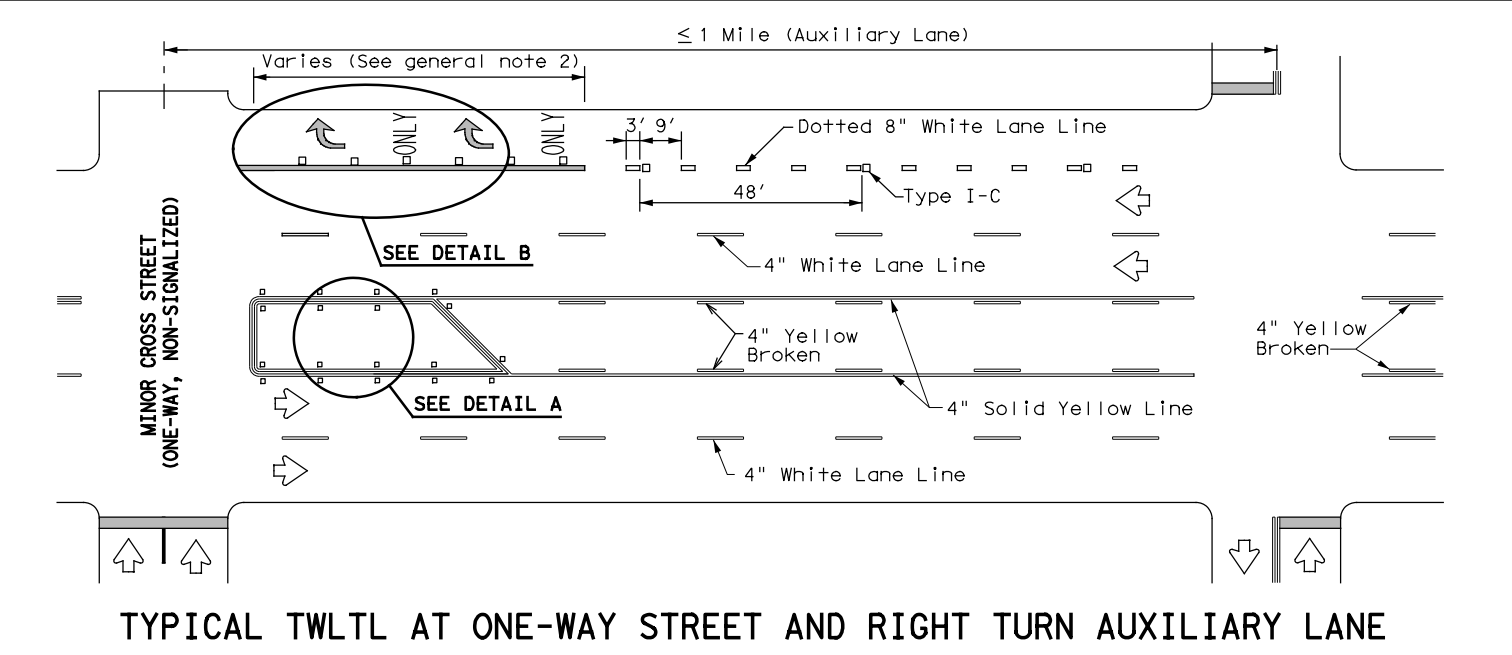 ≤ 1 Mile (Auxiliary Lane)
Varies (See general note 2)
ONLY
ONLY
3' 9'
Dotted 8" White Lane Line
48'
Type I-C
SEE DETAIL B
4" White Lane Line
MINOR CROSS STREET
(ONE-WAY, NON-SIGNALIZED)
4" Yellow
Broken
4" Yellow
Broken
SEE DETAIL A
4" Solid Yellow Line
4" White Lane Line
TYPICAL TWLTL AT ONE-WAY STREET AND RIGHT TURN AUXILIARY LANE